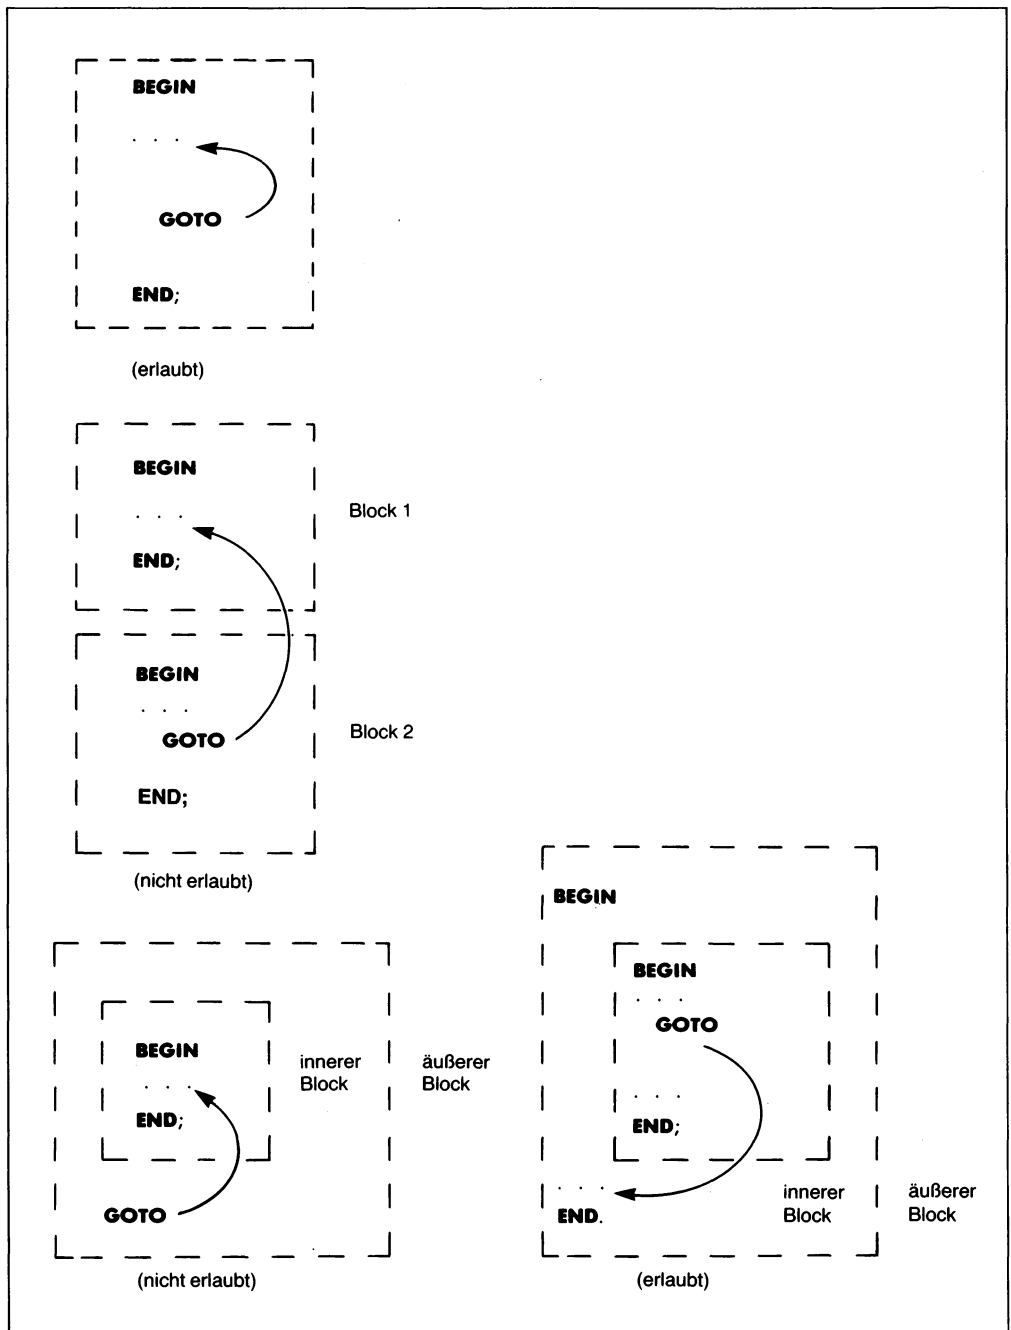 BEGIN
. . .
GOTO
END;
(erlaubt)
BEGIN
. . .
END;
Block 1
BEGIN
. . .
GOTO
END;
Block 2
(nicht erlaubt)
BEGIN
. . .
END;
GOTO
innerer
Block
äußerer
Block
(nicht erlaubt)
BEGIN
BEGIN
. . .
GOTO
. . .
END;
. . .
END.
innerer
Block
äußerer
Block
(erlaubt)